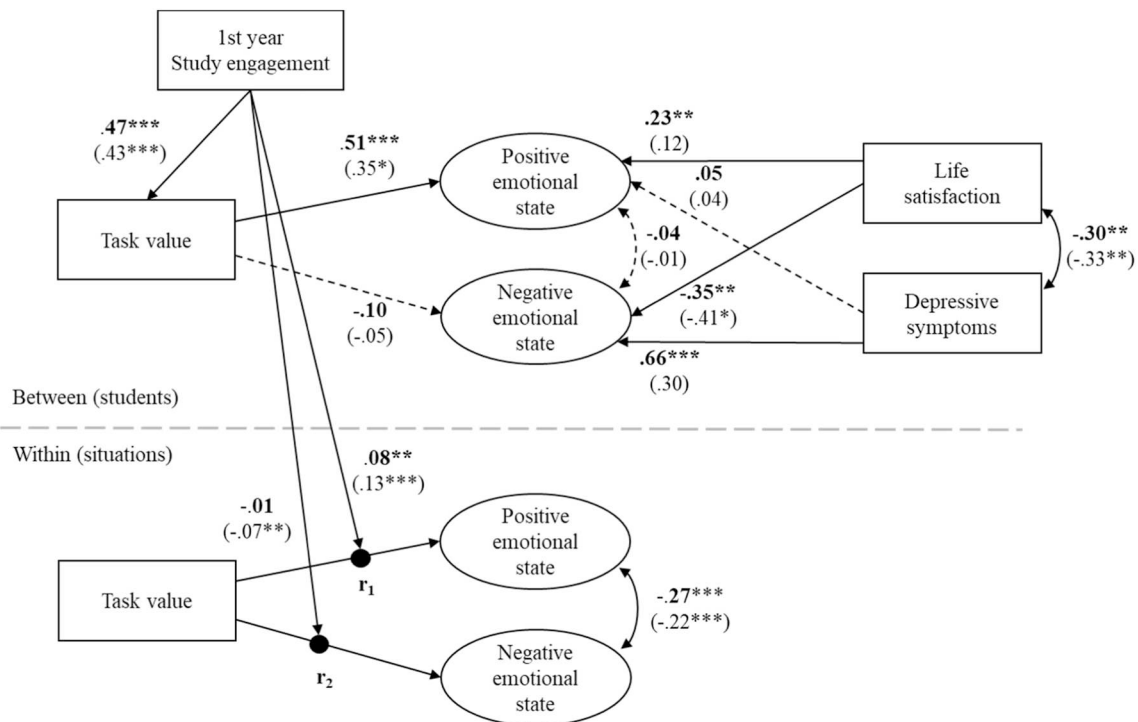 1st year
Study engagement
.47***
(.43***)
.51***
(.35*)
Positive
emotional
state
.23**
(.12)
.05
(.04)
Life
satisfaction
Task value
-.04
(-.01)
-.30**
(-.33**)
-.10
(-.05)
Negative
emotional
state
-.35**
(-.41*)
Depressive
symptoms
.66***
(.30)
Between (students)
Within (situations)
.08**
(.13***)
-.01
(-.07**)
Positive
emotional
state
Task value
r1
-.27***
(-.22***)
r2
Negative
emotional
state